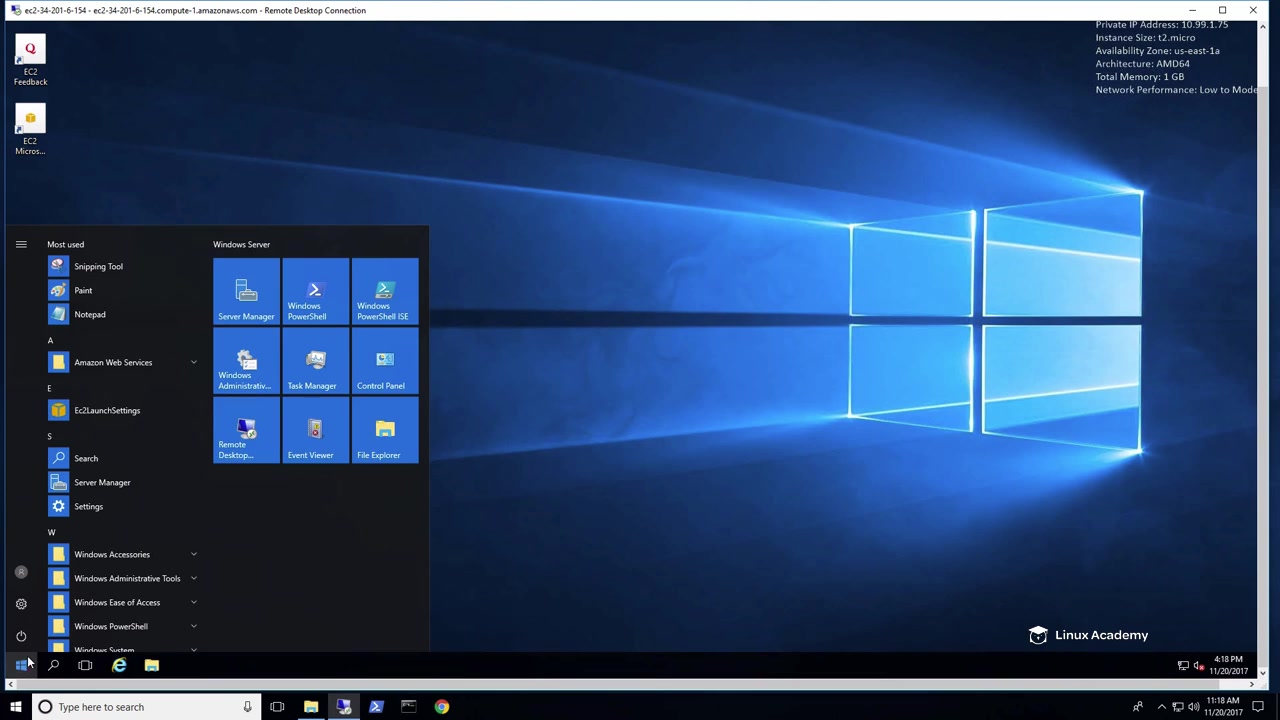 ec2-34-201-6-154 - ec2-34-201-6-154.compute-1.amazonaws.com - Remote Desktop Connection
Private IP Address: 10.99.1.75
Instance Size: t2.micro
Availability Zone: us-east-1a
Architecture: AMD64
Total Memory: 1 GB
Network Performance: Low to Mode
EC2
Feedback
EC2
Micros...
Most used
Snipping Tool
Paint
Notepad
A
Amazon Web Services
E
Ec2LaunchSettings
S
Search
Server Manager
Settings
W
Windows Accessories
Windows Administrative Tools
Windows Ease of Access
Windows PowerShell
Windows System
Windows Server
Server Manager
Windows
PowerShell
Windows
PowerShell ISE
Windows
Administrativ...
Task Manager
Control Panel
Remote
Desktop...
Event Viewer
File Explorer
Linux Academy
4:18 PM
11/20/2017
Type here to search
11:18 AM
11/20/2017